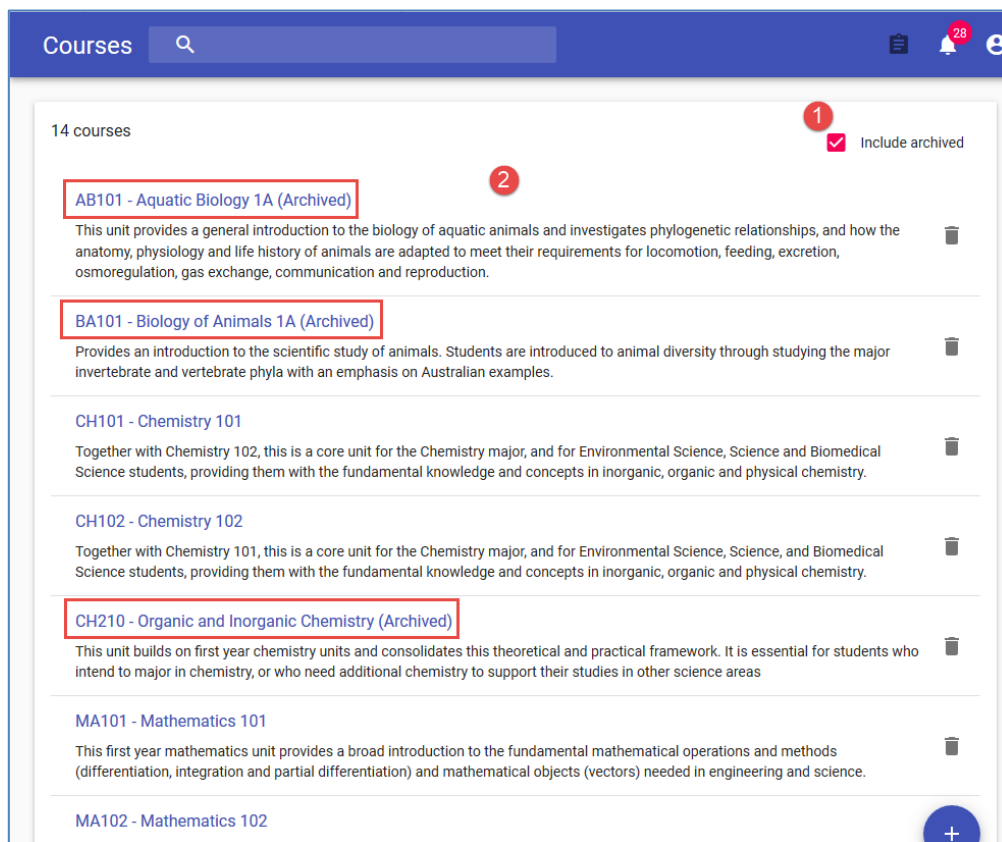 Courses
28
14 courses
1
Include archived
2
AB101 - Aquatic Biology 1A (Archived)
This unit provides a general introduction to the biology of aquatic animals and investigates phylogenetic relationships, and how the
anatomy, physiology and life history of animals are adapted to meet their requirements for locomotion, feeding, excretion,
osmoregulation, gas exchange, communication and reproduction.
BA101 - Biology of Animals 1A (Archived)
Provides an introduction to the scientific study of animals. Students are introduced to animal diversity through studying the major
invertebrate and vertebrate phyla with an emphasis on Australian examples.
CH101 - Chemistry 101
Together with Chemistry 102, this is a core unit for the Chemistry major, and for Environmental Science, Science and Biomedical
Science students, providing them with the fundamental knowledge and concepts in inorganic, organic and physical chemistry.
CH102 - Chemistry 102
Together with Chemistry 101, this is a core unit for the Chemistry major, and for Environmental Science, Science, and Biomedical
Science students, providing them with the fundamental knowledge and concepts in inorganic, organic and physical chemistry.
CH210 - Organic and Inorganic Chemistry (Archived)
This unit builds on first year chemistry units and consolidates this theoretical and practical framework. It is essential for students who
intend to major in chemistry, or who need additional chemistry to support their studies in other science areas
MA101 - Mathematics 101
This first year mathematics unit provides a broad introduction to the fundamental mathematical operations and methods
(differentiation, integration and partial differentiation) and mathematical objects (vectors) needed in engineering and science.
MA102 - Mathematics 102
+